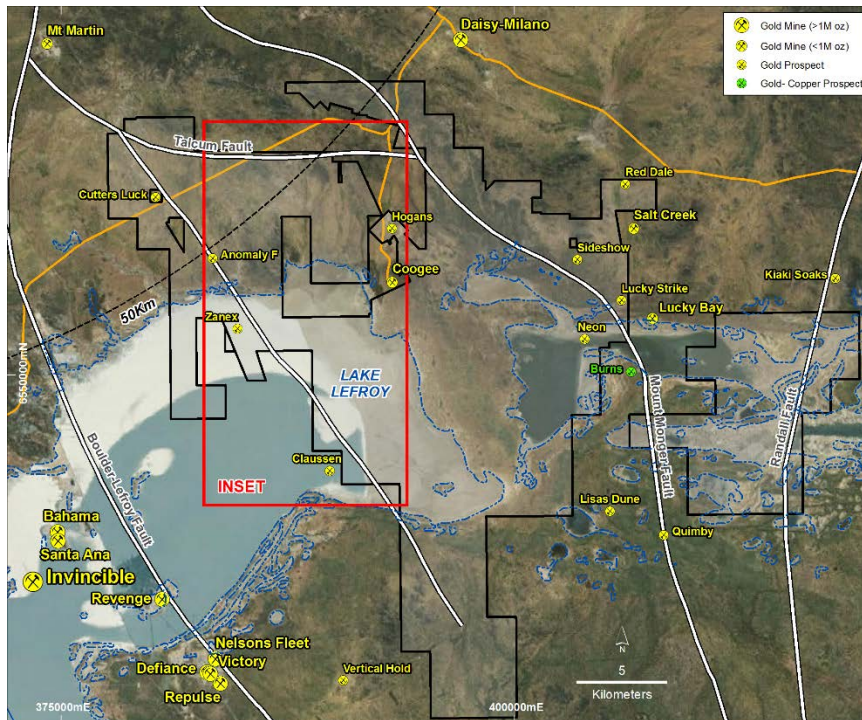 Mt Martin
Daisy-Milano
Gold Mine (>1M oz)
Gold Mine (<1M oz)
Gold Prospect
Gold- Copper Prospect
Talcum Fault
Cutters Luck
Red Dale
Hogans
Salt Creek
Anomaly F
Sideshow
Coogee
Kiaki Soaks
50Km
Lucky Strike
Zanex
Lucky Bay
Neon
6550000mN
LAKE
LEFROY
Burns
Mount Monger Fault
Randall Fault
Boulder-Lefroy Fault
Claussen
INSET
Lisas Dune
Bahama
Quimby
Santa Ana
Invincible
Revenge
Nelsons Fleet
Victory
Defiance
Vertical Hold
Repulse
N
5
Kilometers
375000mE
400000mE